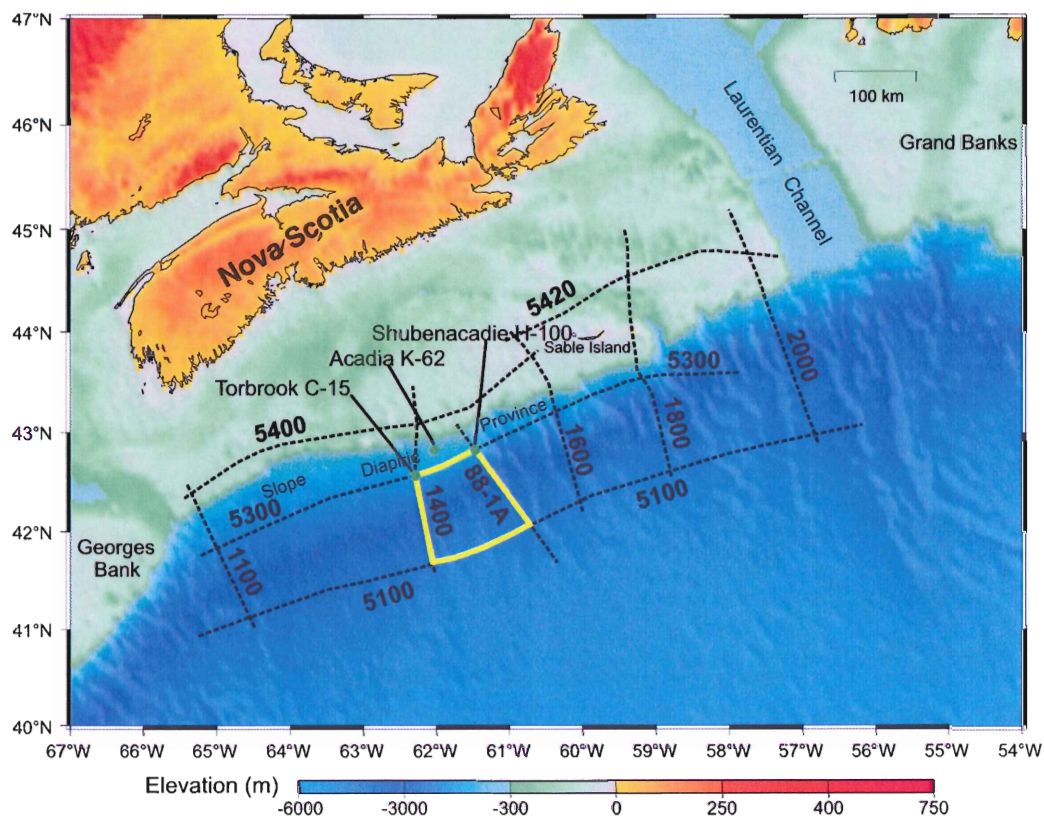 47°N
46°N
45°N
44°N
43°N
42°N
41°N
40°N
100 km
Laurentian Channel
Grand Banks
Nova Scotia
5420
Shubenacadie H-100
Sable Island
Acadia K-62
Torbrook C-15
2000
5300
1800
Province
5400
Diapiric
1600
Slope
88-1A
1400
5100
5300
Georges
Bank
1100
5100
67°W 66°W 65°W 64°W 63°W 62°W 61°W 60°W 59°W 58°W 57°W 56°W 55°W 54°W
Elevation (m)
-6000 -3000 -300 0 250 400 750